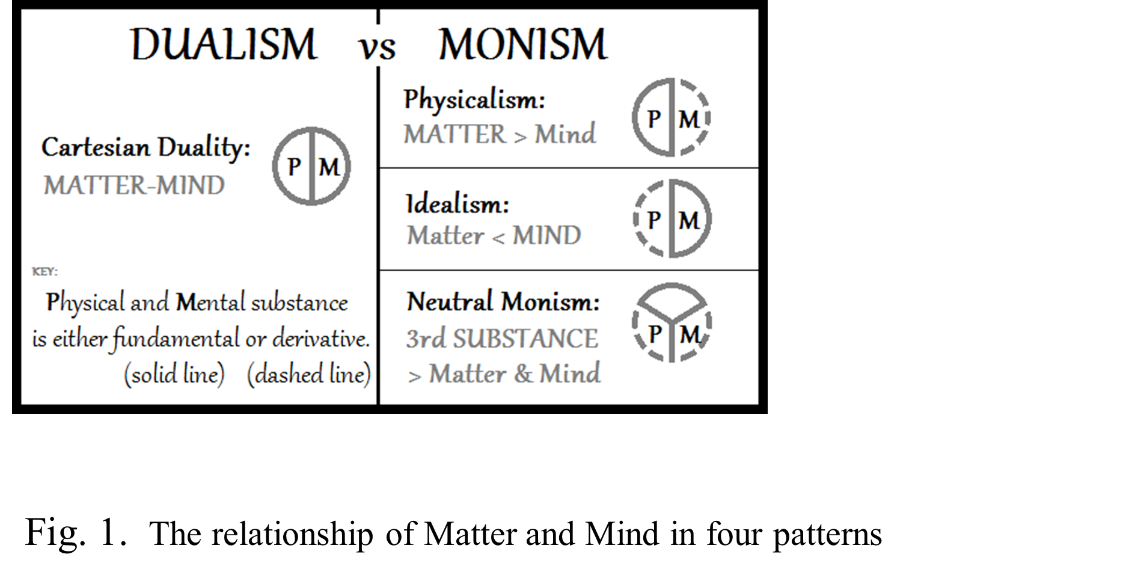 DUALISM vs MONISM
Cartesian Duality:
MATTER-MIND
P M
KEY:
Physical and Mental substance
is either fundamental or derivative.
(solid line) (dashed line)
Physicalism:
MATTER > Mind
P M
Idealism:
Matter < MIND
P M
Neutral Monism:
3rd SUBSTANCE
> Matter & Mind
P M
Fig. 1. The relationship of Matter and Mind in four patterns